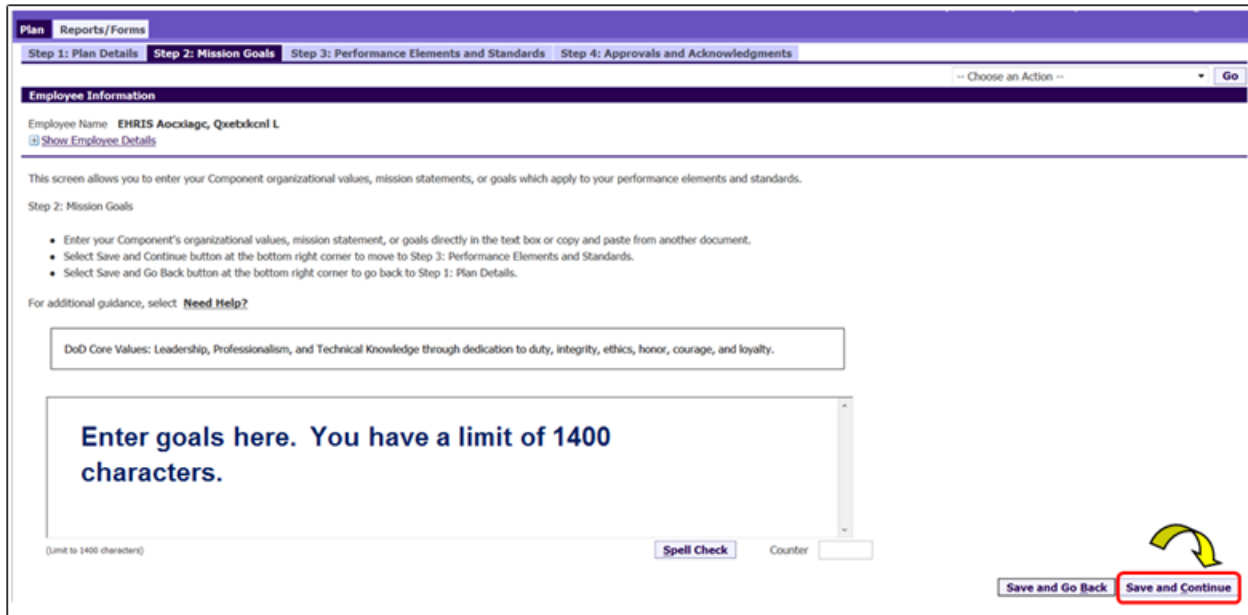 Plan Reports/Forms
Step 1: Plan Details Step 2: Mission Goals Step 3: Performance Elements and Standards Step 4: Approvals and Acknowledgments
-- Choose an Action -- Go
Employee Information
Employee Name EHRIS Aocxiagc, Qxetxkcnl L
Show Employee Details
This screen allows you to enter your Component organizational values, mission statements, or goals which apply to your performance elements and standards.
Step 2: Mission Goals
• Enter your Component's organizational values, mission statement, or goals directly in the text box or copy and paste from another document.
• Select Save and Continue button at the bottom right corner to move to Step 3: Performance Elements and Standards.
• Select Save and Go Back button at the bottom right corner to go back to Step 1: Plan Details.
For additional guidance, select Need Help?
DoD Core Values: Leadership, Professionalism, and Technical Knowledge through dedication to duty, integrity, ethics, honor, courage, and loyalty.
Enter goals here. You have a limit of 1400
characters.
(Limit to 1400 characters) Spell Check Counter
Save and Go Back Save and Continue